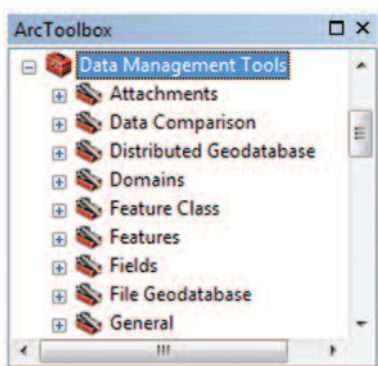 ArcToolbox
Data Management Tools
Attachments
Data Comparison
Distributed Geodatabase
Domains
Feature Class
Features
Fields
File Geodatabase
General